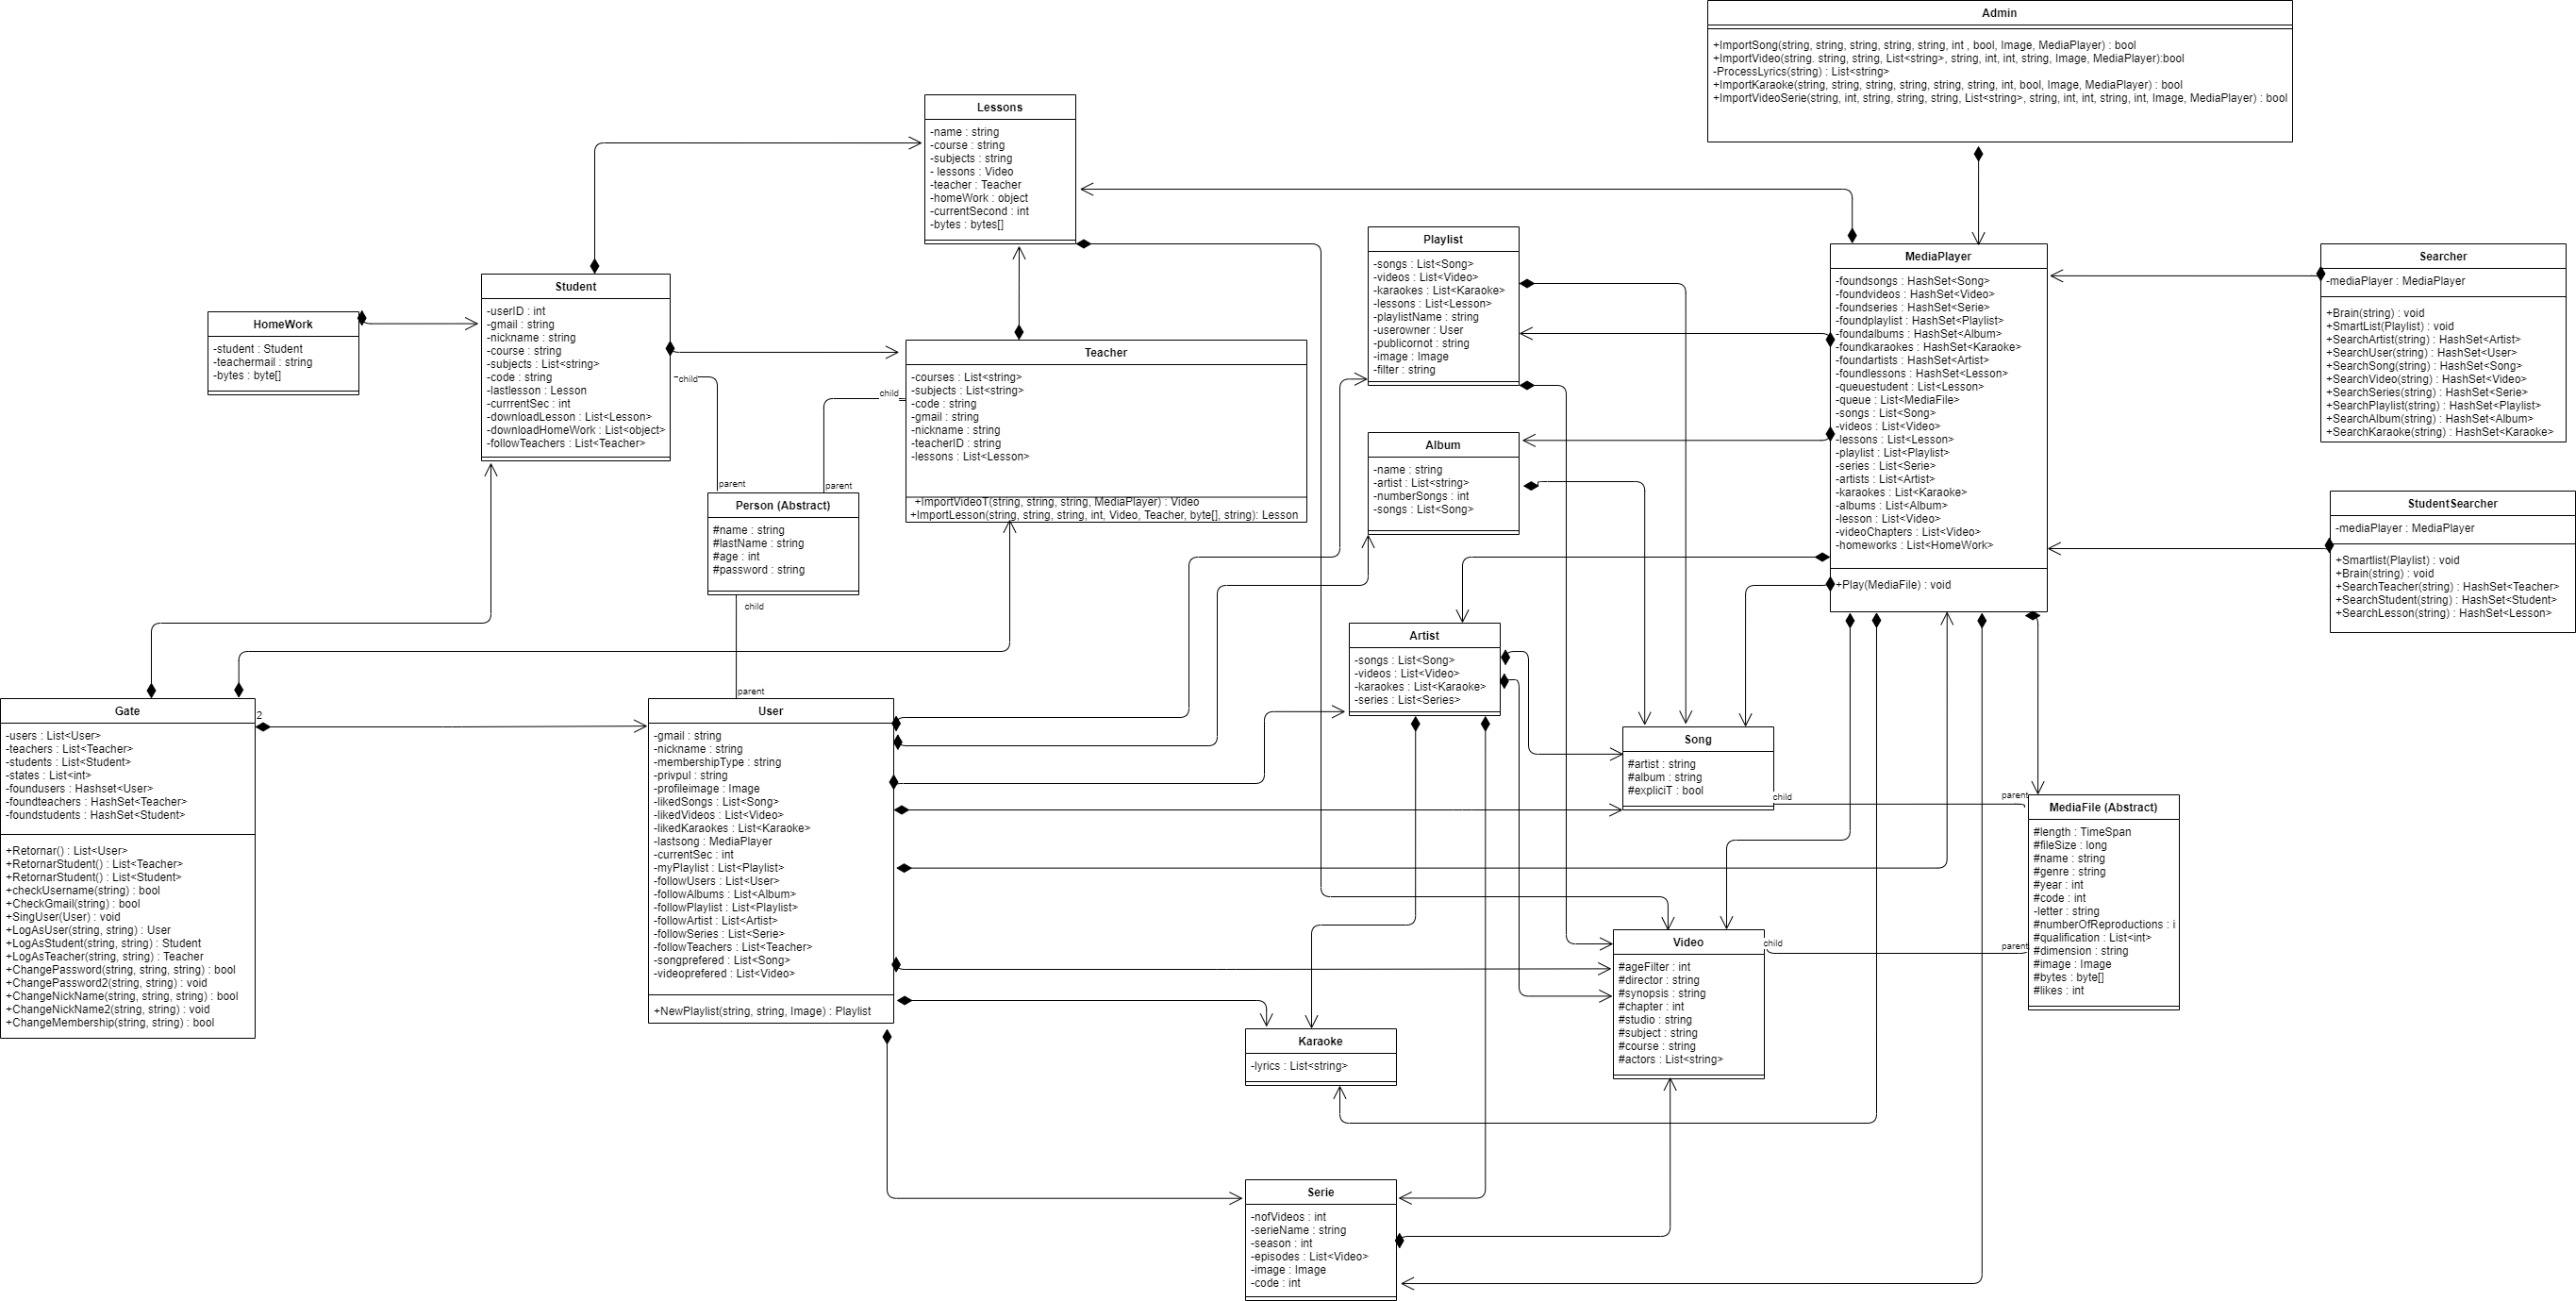 Admin
+ImportSong(string, string, string, string, string, int , bool, Image, MediaPlayer) : bool
+ImportVideo(string. string, string, List<string>, string, int, int, string, Image, MediaPlayer):bool
-ProcessLyrics(string) : List<string>
+ImportKaraoke(string, string, string, string, string, string, int, bool, Image, MediaPlayer) : bool
+ImportVideoSerie(string, int, string, string, string, List<string>, string, int, int, string, int, Image, MediaPlayer) : bool
Lessons
-name : string
-course : string
-subjects : string
- lessons : Video
-teacher : Teacher
-homeWork : object
-currentSecond : int
-bytes : bytes[]
Playlist
-songs : List<Song>
-videos : List<Video>
-karaokes : List<Karaoke>
-lessons : List<Lesson>
-playlistName : string
-userowner : User
-publicornot : string
-image : Image
-filter : string
MediaPlayer
-foundsongs : HashSet<Song>
-foundvideos : HashSet<Video>
-foundseries : HashSet<Serie>
-foundplaylist : HashSet<Playlist>
-foundalbums : HashSet<Album>
-foundkaraokes : HashSet<Karaoke>
-foundartists : HashSet<Artist>
-foundlessons : HashSet<Lesson>
-queuestudent : List<Lesson>
-queue : List<MediaFile>
-songs : List<Song>
-videos : List<Video>
-lessons : List<Lesson>
-playlist : List<Playlist>
-series : List<Serie>
-artists : List<Artist>
-karaokes : List<Karaoke>
-albums : List<Album>
-lesson : List<Video>
-videoChapters : List<Video>
-homeworks : List<HomeWork>
+Play(MediaFile) : void
Searcher
-mediaPlayer : MediaPlayer
+Brain(string) : void
+SmartList(Playlist) : void
+SearchArtist(string) : HashSet<Artist>
+SearchUser(string) : HashSet<User>
+SearchSong(string) : HashSet<Song>
+SearchVideo(string) : HashSet<Video>
+SearchSeries(string) : HashSet<Serie>
+SearchPlaylist(string) : HashSet<Playlist>
+SearchAlbum(string) : HashSet<Album>
+SearchKaraoke(string) : HashSet<Karaoke>
Student
-userID : int
-gmail : string
-nickname : string
-course : string
-subjects : List<string>
-code : string
-lastlesson : Lesson
-currrentSec : int
-downloadLesson : List<Lesson>
-downloadHomeWork : List<object>
-followTeachers : List<Teacher>
HomeWork
-student : Student
-teachermail : string
-bytes : byte[]
Teacher
-courses : List<string>
-subjects : List<string>
-code : string
-gmail : string
-nickname : string
-teacherID : string
-lessons : List<Lesson>
+ImportVideoT(string, string, string, MediaPlayer) : Video
+ImportLesson(string, string, string, int, Video, Teacher, byte[], string): Lesson
child
child
parent
parent
Album
-name : string
-artist : List<string>
-numberSongs : int
-songs : List<Song>
Person (Abstract)
#name : string
#lastName : string
#age : int
#password : string
child
parent
StudentSearcher
-mediaPlayer : MediaPlayer
+Smartlist(Playlist) : void
+Brain(string) : void
+SearchTeacher(string) : HashSet<Teacher>
+SearchStudent(string) : HashSet<Student>
+SearchLesson(string) : HashSet<Lesson>
Artist
-songs : List<Song>
-videos : List<Video>
-karaokes : List<Karaoke>
-series : List<Series>
Gate
2
-users : List<User>
-teachers : List<Teacher>
-students : List<Student>
-states : List<int>
-foundusers : Hashset<User>
-foundteachers : HashSet<Teacher>
-foundstudents : HashSet<Student>
+Retornar() : List<User>
+RetornarStudent() : List<Teacher>
+RetornarStudent() : List<Student>
+checkUsername(string) : bool
+CheckGmail(string) : bool
+SingUser(User) : void
+LogAsUser(string, string) : User
+LogAsStudent(string, string) : Student
+LogAsTeacher(string, string) : Teacher
+ChangePassword(string, string, string) : bool
+ChangePassword2(string, string) : void
+ChangeNickName(string, string, string) : bool
+ChangeNickName2(string, string) : void
+ChangeMembership(string, string) : bool
User
-gmail : string
-nickname : string
-membershipType : string
-privpul : string
-profileimage : Image
-likedSongs : List<Song>
-likedVideos : List<Video>
-likedKaraokes : List<Karaoke>
-lastsong : MediaPlayer
-currentSec : int
-myPlaylist : List<Playlist>
-followUsers : List<User>
-followAlbums : List<Album>
-followPlaylist : List<Playlist>
-followArtist : List<Artist>
-followSeries : List<Serie>
-followTeachers : List<Teacher>
-songprefered : List<Song>
-videoprefered : List<Video>
+NewPlaylist(string, string, Image) : Playlist
Song
#artist : string
#album : string
#expliciT : bool
child
parent
MediaFile (Abstract)
#length : TimeSpan
#fileSize : long
#name : string
#genre : string
#year : int
#code : int
-letter : string
#numberOfReproductions : i
#qualification : List<int>
#dimension : string
#image : Image
#bytes : byte[]
#likes : int
Video
child
parent
#ageFilter : int
#director : string
#synopsis : string
#chapter : int
#studio : string
#subject : string
#course : string
#actors : List<string>
Karaoke
-lyrics : List<string>
Serie
-nofVideos : int
-serieName : string
-season : int
-episodes : List<Video>
-image : Image
-code : int